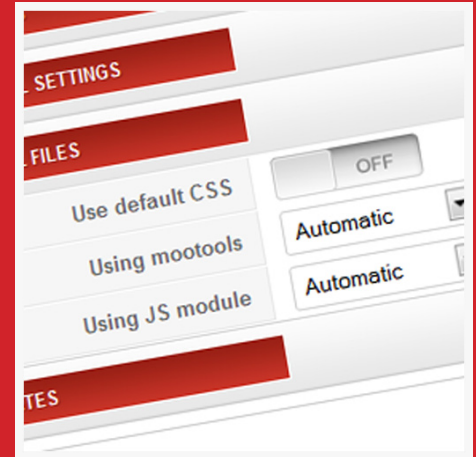 SETTINGS
FILES
Use default CSS
OFF
Using mootools
Automatic
Using JS module
Automatic
TES